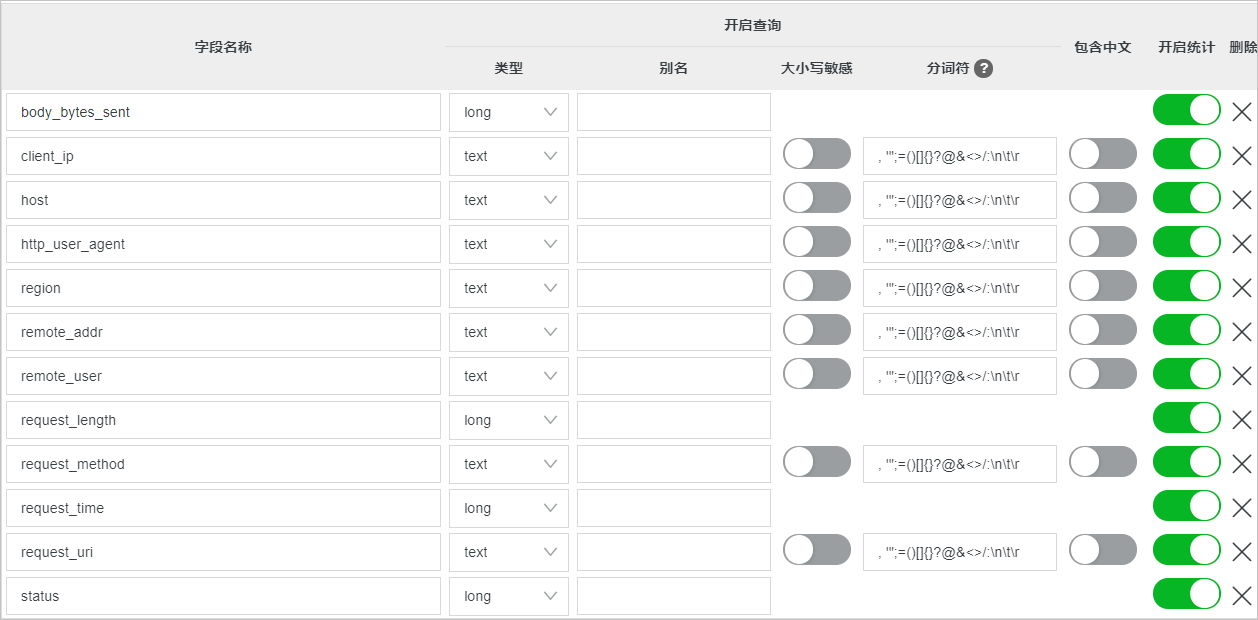 字段名称 开启查询 包含中文 开启统计 删除
类型 别名 大小写敏感 分词符 ?
body_bytes_sent long
client_ip text , '";=()[]{}?@&<>/:\n\t\r
host text , '";=()[]{}?@&<>/:\n\t\r
http_user_agent text , '";=()[]{}?@&<>/:\n\t\r
region text , '";=()[]{}?@&<>/:\n\t\r
remote_addr text , '";=()[]{}?@&<>/:\n\t\r
remote_user text , '";=()[]{}?@&<>/:\n\t\r
request_length long
request_method text , '";=()[]{}?@&<>/:\n\t\r
request_time long
request_uri text , '";=()[]{}?@&<>/:\n\t\r
status long